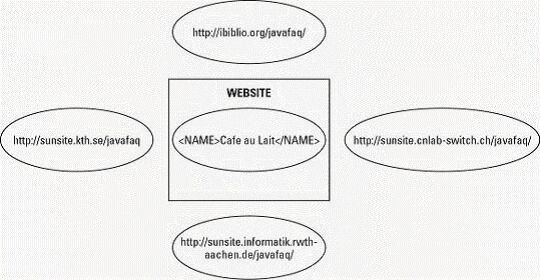 http://ibiblio.org/javafaq/
WEBSITE
http://sunsite.kth.se/javafaq
<NAME>Cafe au Lait</NAME>
http://sunsite.cnlab-switch.ch/javafaq/
http://sunsite.informatik.rwth-
aachen.de/javafaq/